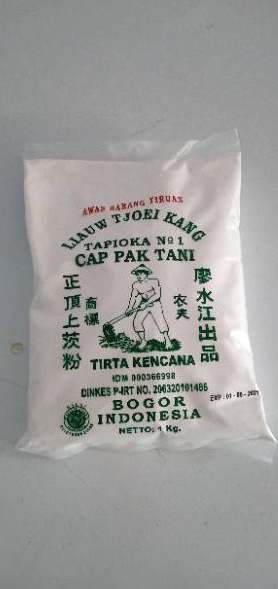 AWAS BARANG TIRUAN
LIAUW TJOEI KANG
TAPIOKA No 1
CAP PAK TANI
正頂上茨粉
商標
農夫
廖水江出品
TIRTA KENCANA
IDM 000366998
DINKES P-IRT NO. 206320101486
BOGOR
INDONESIA
NETTO: 1 Kg.